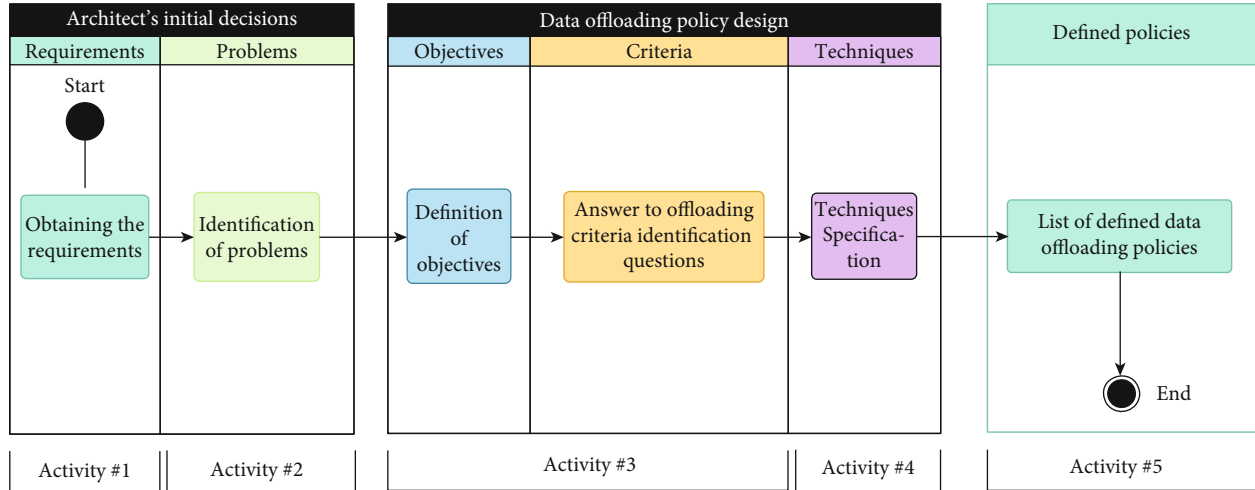 Architect's initial decisions
Data offloading policy design
Defined policies
Requirements
Problems
Objectives
Criteria
Techniques
Start
Obtaining the
requirements
Identification
of problems
Definition
of
objectives
Answer to offloading
criteria identification
questions
Techniques
Specifica-
tion
List of defined data
offloading policies
End
Activity #1
Activity #2
Activity #3
Activity #4
Activity #5